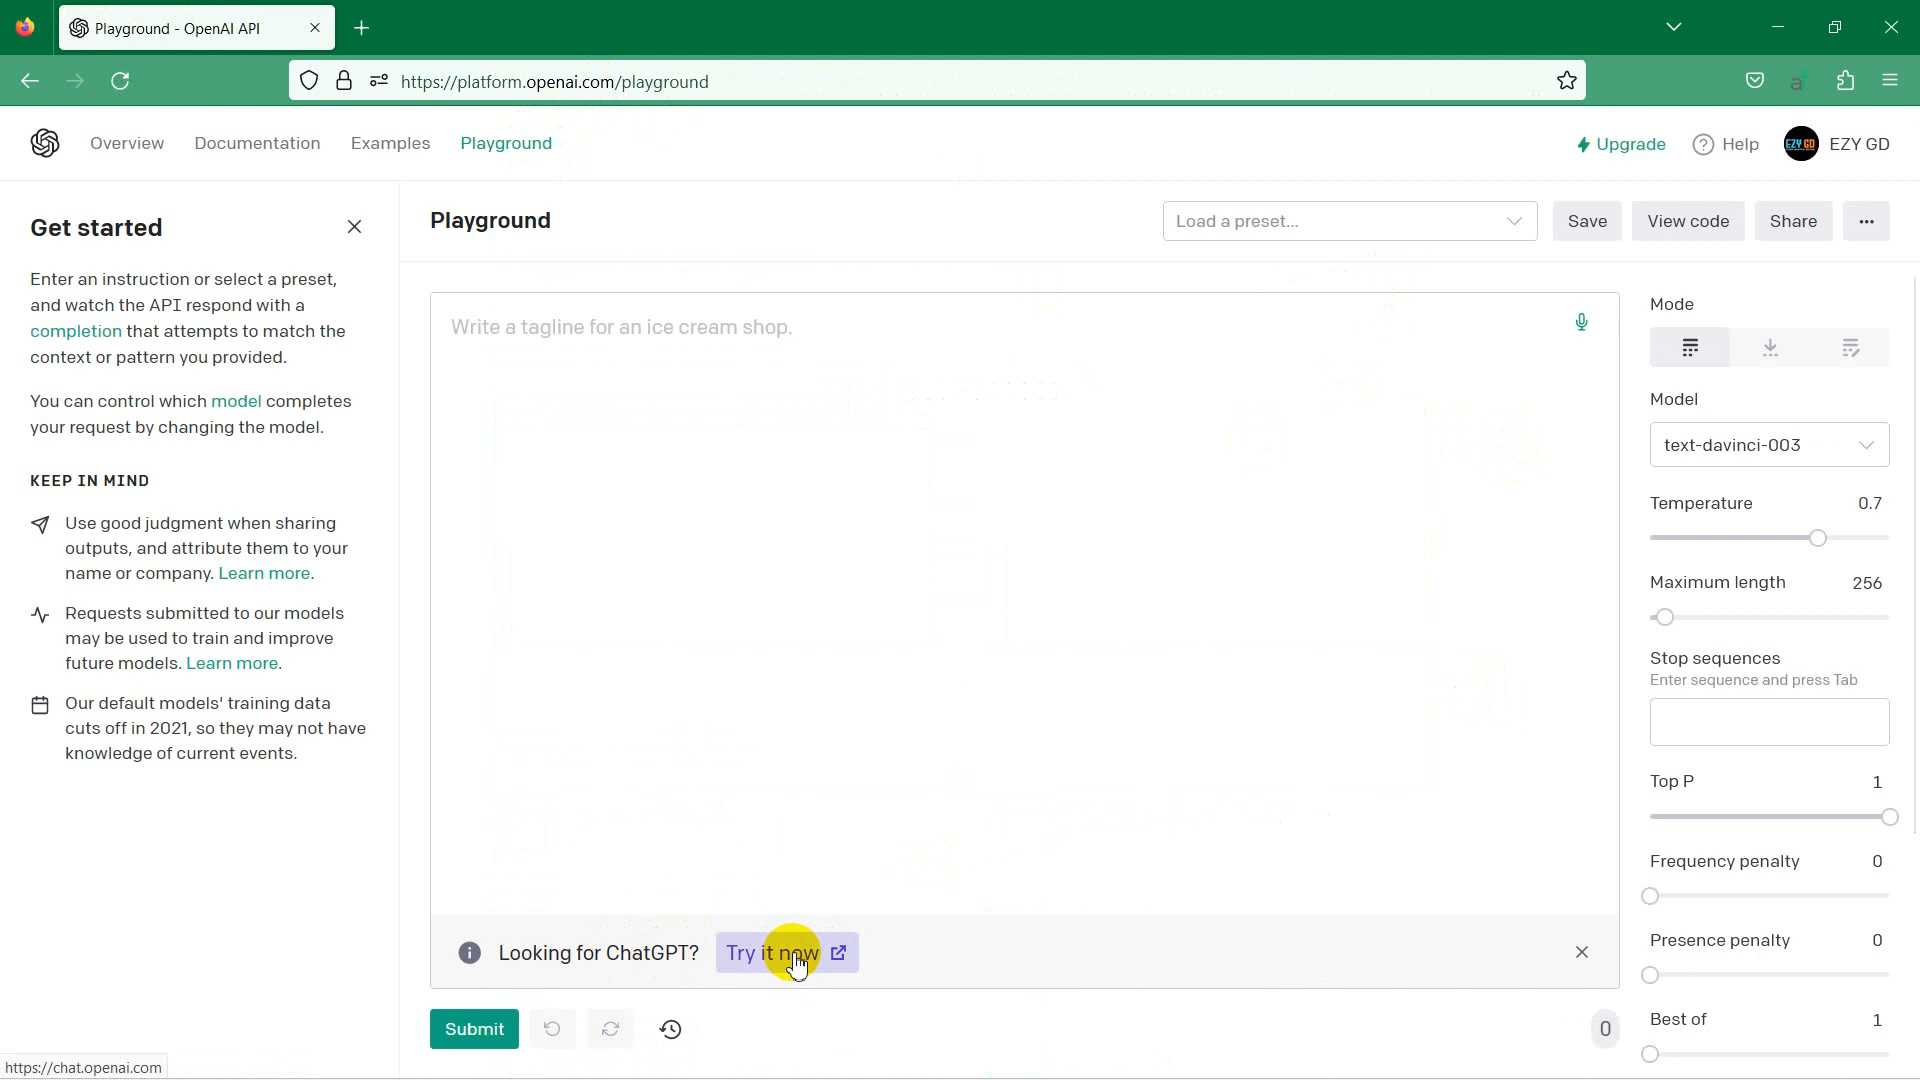 Playground - OpenAI API
https://platform.openai.com/playground
Overview
Documentation
Examples
Playground
Upgrade
Help
EZY GD
EZY GD
Get started
Enter an instruction or select a preset,
and watch the API respond with a
completion that attempts to match the
context or pattern you provided.
You can control which model completes
your request by changing the model.
KEEP IN MIND
Use good judgment when sharing
outputs, and attribute them to your
name or company. Learn more.
Requests submitted to our models
may be used to train and improve
future models. Learn more.
Our default models' training data
cuts off in 2021, so they may not have
knowledge of current events.
Playground
Load a preset...
Save
View code
Share
Write a tagline for an ice cream shop.
Looking for ChatGPT?
Try it now
Submit
0
Mode
Model
text-davinci-003
Temperature 0.7
Maximum length 256
Stop sequences
Enter sequence and press Tab
Top P 1
Frequency penalty 0
Presence penalty 0
Best of 1
https://chat.openai.com